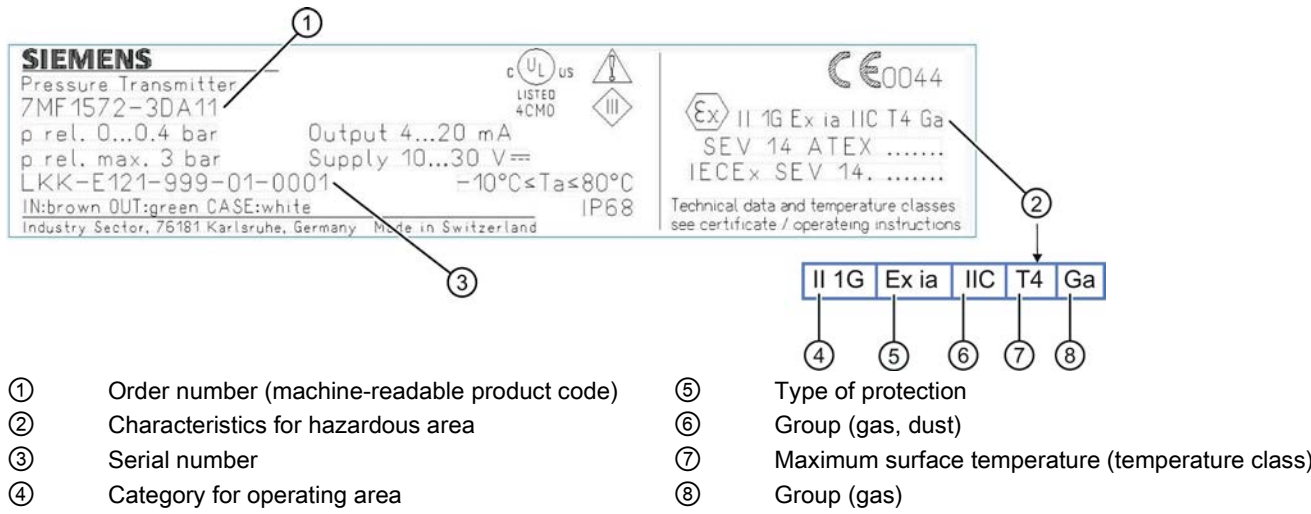 ①
SIEMENS
Pressure Transmitter
7MF1572-3DA11
p rel. 0...0.4 bar Output 4...20 mA
p rel. max. 3 bar Supply 10...30 V
LKK-E121-999-01-0001 -10°C≤Ta≤80°C
IN:brown OUT:green CASE:white IP68
Industry Sector, 76181 Karlsruhe, Germany Made in Switzerland
c UL us
LISTED
4CM0
III
CE0044
Ex II 1G Ex ia IIC T4 Ga
SEV 14 ATEX .......
IECEx SEV 14. .......
Technical data and temperature classes
see certificate / operateing instructions
②
③
II 1G Ex ia IIC T4 Ga
④ ⑤ ⑥ ⑦ ⑧
① Order number (machine-readable product code) ⑤ Type of protection
② Characteristics for hazardous area ⑥ Group (gas, dust)
③ Serial number ⑦ Maximum surface temperature (temperature class)
④ Category for operating area ⑧ Group (gas)